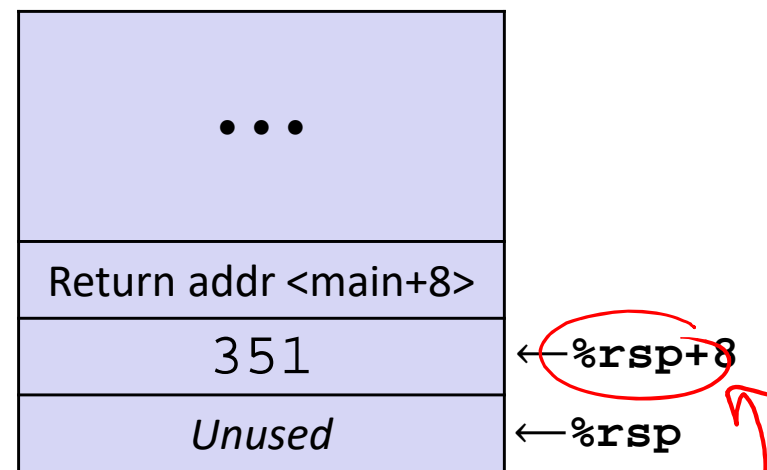 •••
Return addr <main+8>
351 ←%rsp+8
Unused ←%rsp